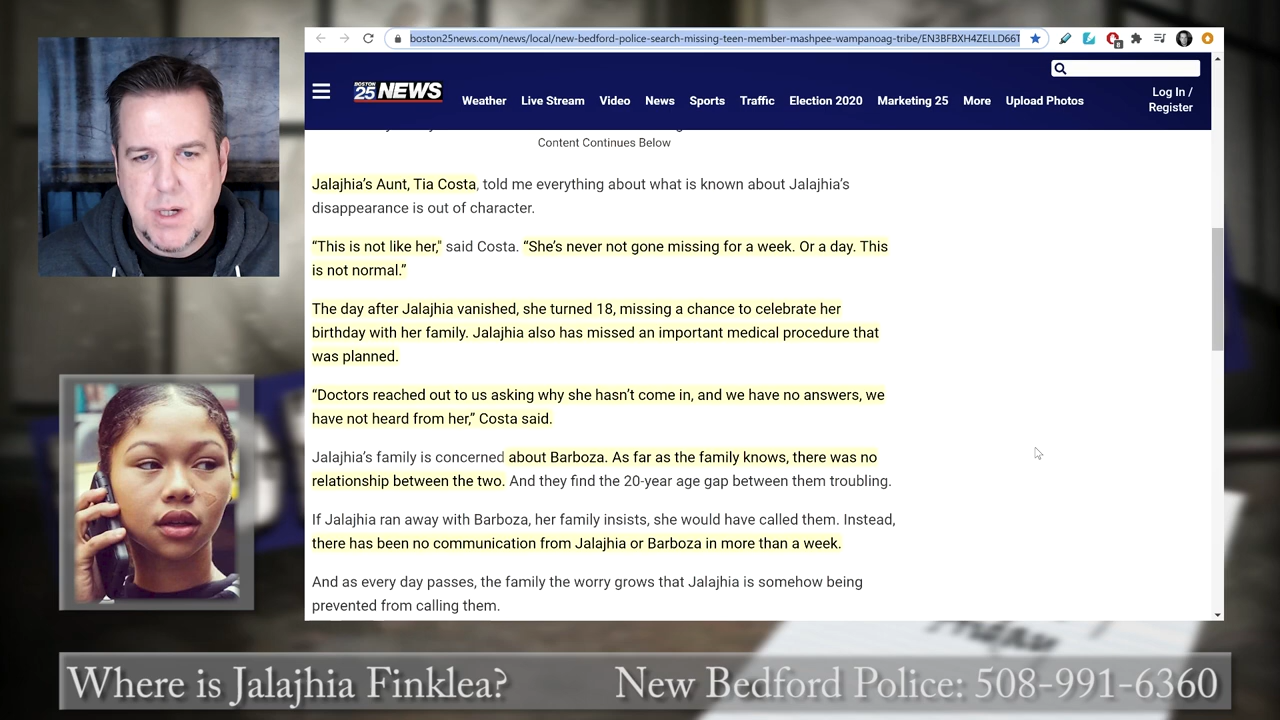 boston25news.com/news/local/new-bedford-police-search-missing-teen-member-mashpee-wampanoag-tribe/EN3BFBXH4ZELLD66T
8
BOSTON
25 NEWS
Weather Live Stream Video News Sports Traffic Election 2020 Marketing 25 More Upload Photos
Log In /
Register
Content Continues Below
Jalajhia’s Aunt, Tia Costa, told me everything about what is known about Jalajhia’s
disappearance is out of character.
“This is not like her," said Costa. “She’s never not gone missing for a week. Or a day. This
is not normal.”
The day after Jalajhia vanished, she turned 18, missing a chance to celebrate her
birthday with her family. Jalajhia also has missed an important medical procedure that
was planned.
“Doctors reached out to us asking why she hasn’t come in, and we have no answers, we
have not heard from her,” Costa said.
Jalajhia’s family is concerned about Barboza. As far as the family knows, there was no
relationship between the two. And they find the 20-year age gap between them troubling.
If Jalajhia ran away with Barboza, her family insists, she would have called them. Instead,
there has been no communication from Jalajhia or Barboza in more than a week.
And as every day passes, the family the worry grows that Jalajhia is somehow being
prevented from calling them.
Where is Jalajhia Finklea? New Bedford Police: 508-991-6360